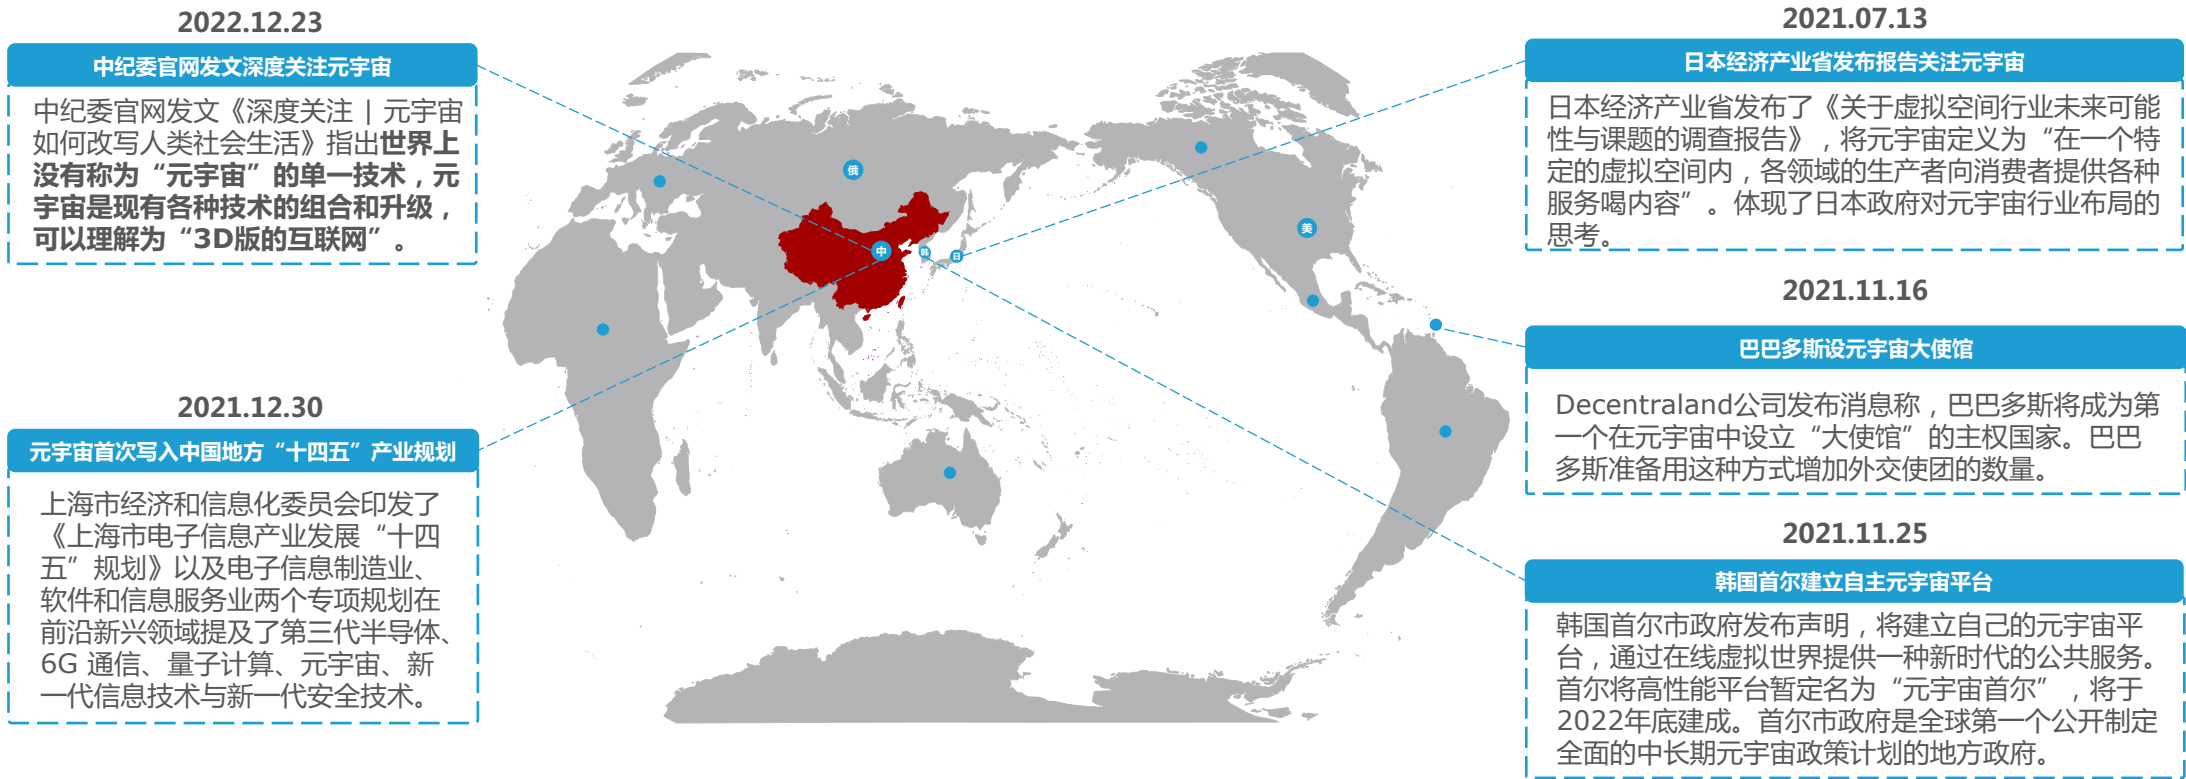 2022.12.23
中纪委官网发文深度关注元宇宙
中纪委官网发文《深度关注 | 元宇宙
如何改写人类社会生活》指出世界上
没有称为“元宇宙”的单一技术，元
宇宙是现有各种技术的组合和升级，
可以理解为“3D版的互联网”。
2021.12.30
元宇宙首次写入中国地方“十四五”产业规划
上海市经济和信息化委员会印发了
《上海市电子信息产业发展“十四
五”规划》以及电子信息制造业、
软件和信息服务业两个专项规划在
前沿新兴领域提及了第三代半导体、
6G 通信、量子计算、元宇宙、新
一代信息技术与新一代安全技术。
俄
中
韩
日
美
2021.07.13
日本经济产业省发布报告关注元宇宙
日本经济产业省发布了《关于虚拟空间行业未来可能
性与课题的调查报告》，将元宇宙定义为“在一个特
定的虚拟空间内，各领域的生产者向消费者提供各种
服务喝内容”。体现了日本政府对元宇宙行业布局的
思考。
2021.11.16
巴巴多斯设元宇宙大使馆
Decentraland公司发布消息称，巴巴多斯将成为第
一个在元宇宙中设立“大使馆”的主权国家。巴巴
多斯准备用这种方式增加外交使团的数量。
2021.11.25
韩国首尔建立自主元宇宙平台
韩国首尔市政府发布声明，将建立自己的元宇宙平
台，通过在线虚拟世界提供一种新时代的公共服务。
首尔将高性能平台暂定名为“元宇宙首尔”，将于
2022年底建成。首尔市政府是全球第一个公开制定
全面的中长期元宇宙政策计划的地方政府。